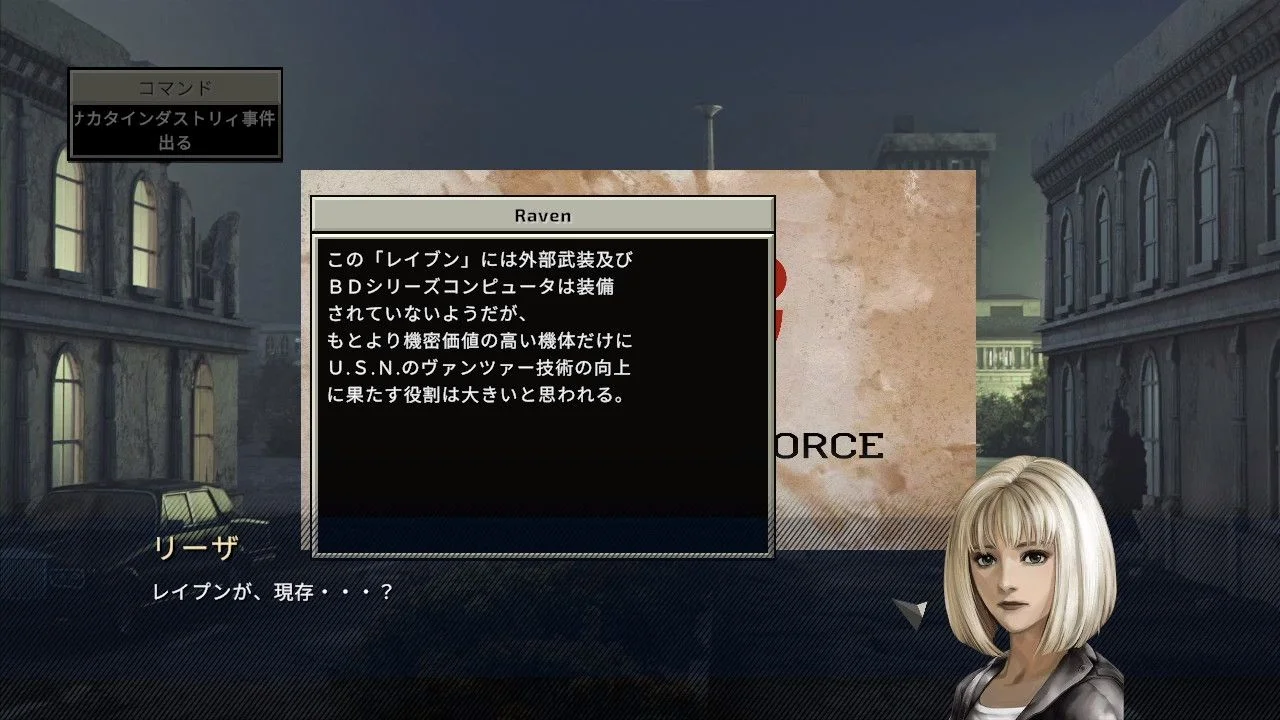 コマンド
ナカタインダストリィ事件
出る
Raven
この「レイブン」には外部武装及び
ＢＤシリーズコンピュータは装備
されていないようだが、
もとより機密価値の高い機体だけに
Ｕ．Ｓ．Ｎ．のヴァンツァー技術の向上
に果たす役割は大きいと思われる。
ORCE
リーザ
レイプンが、現存・・・？